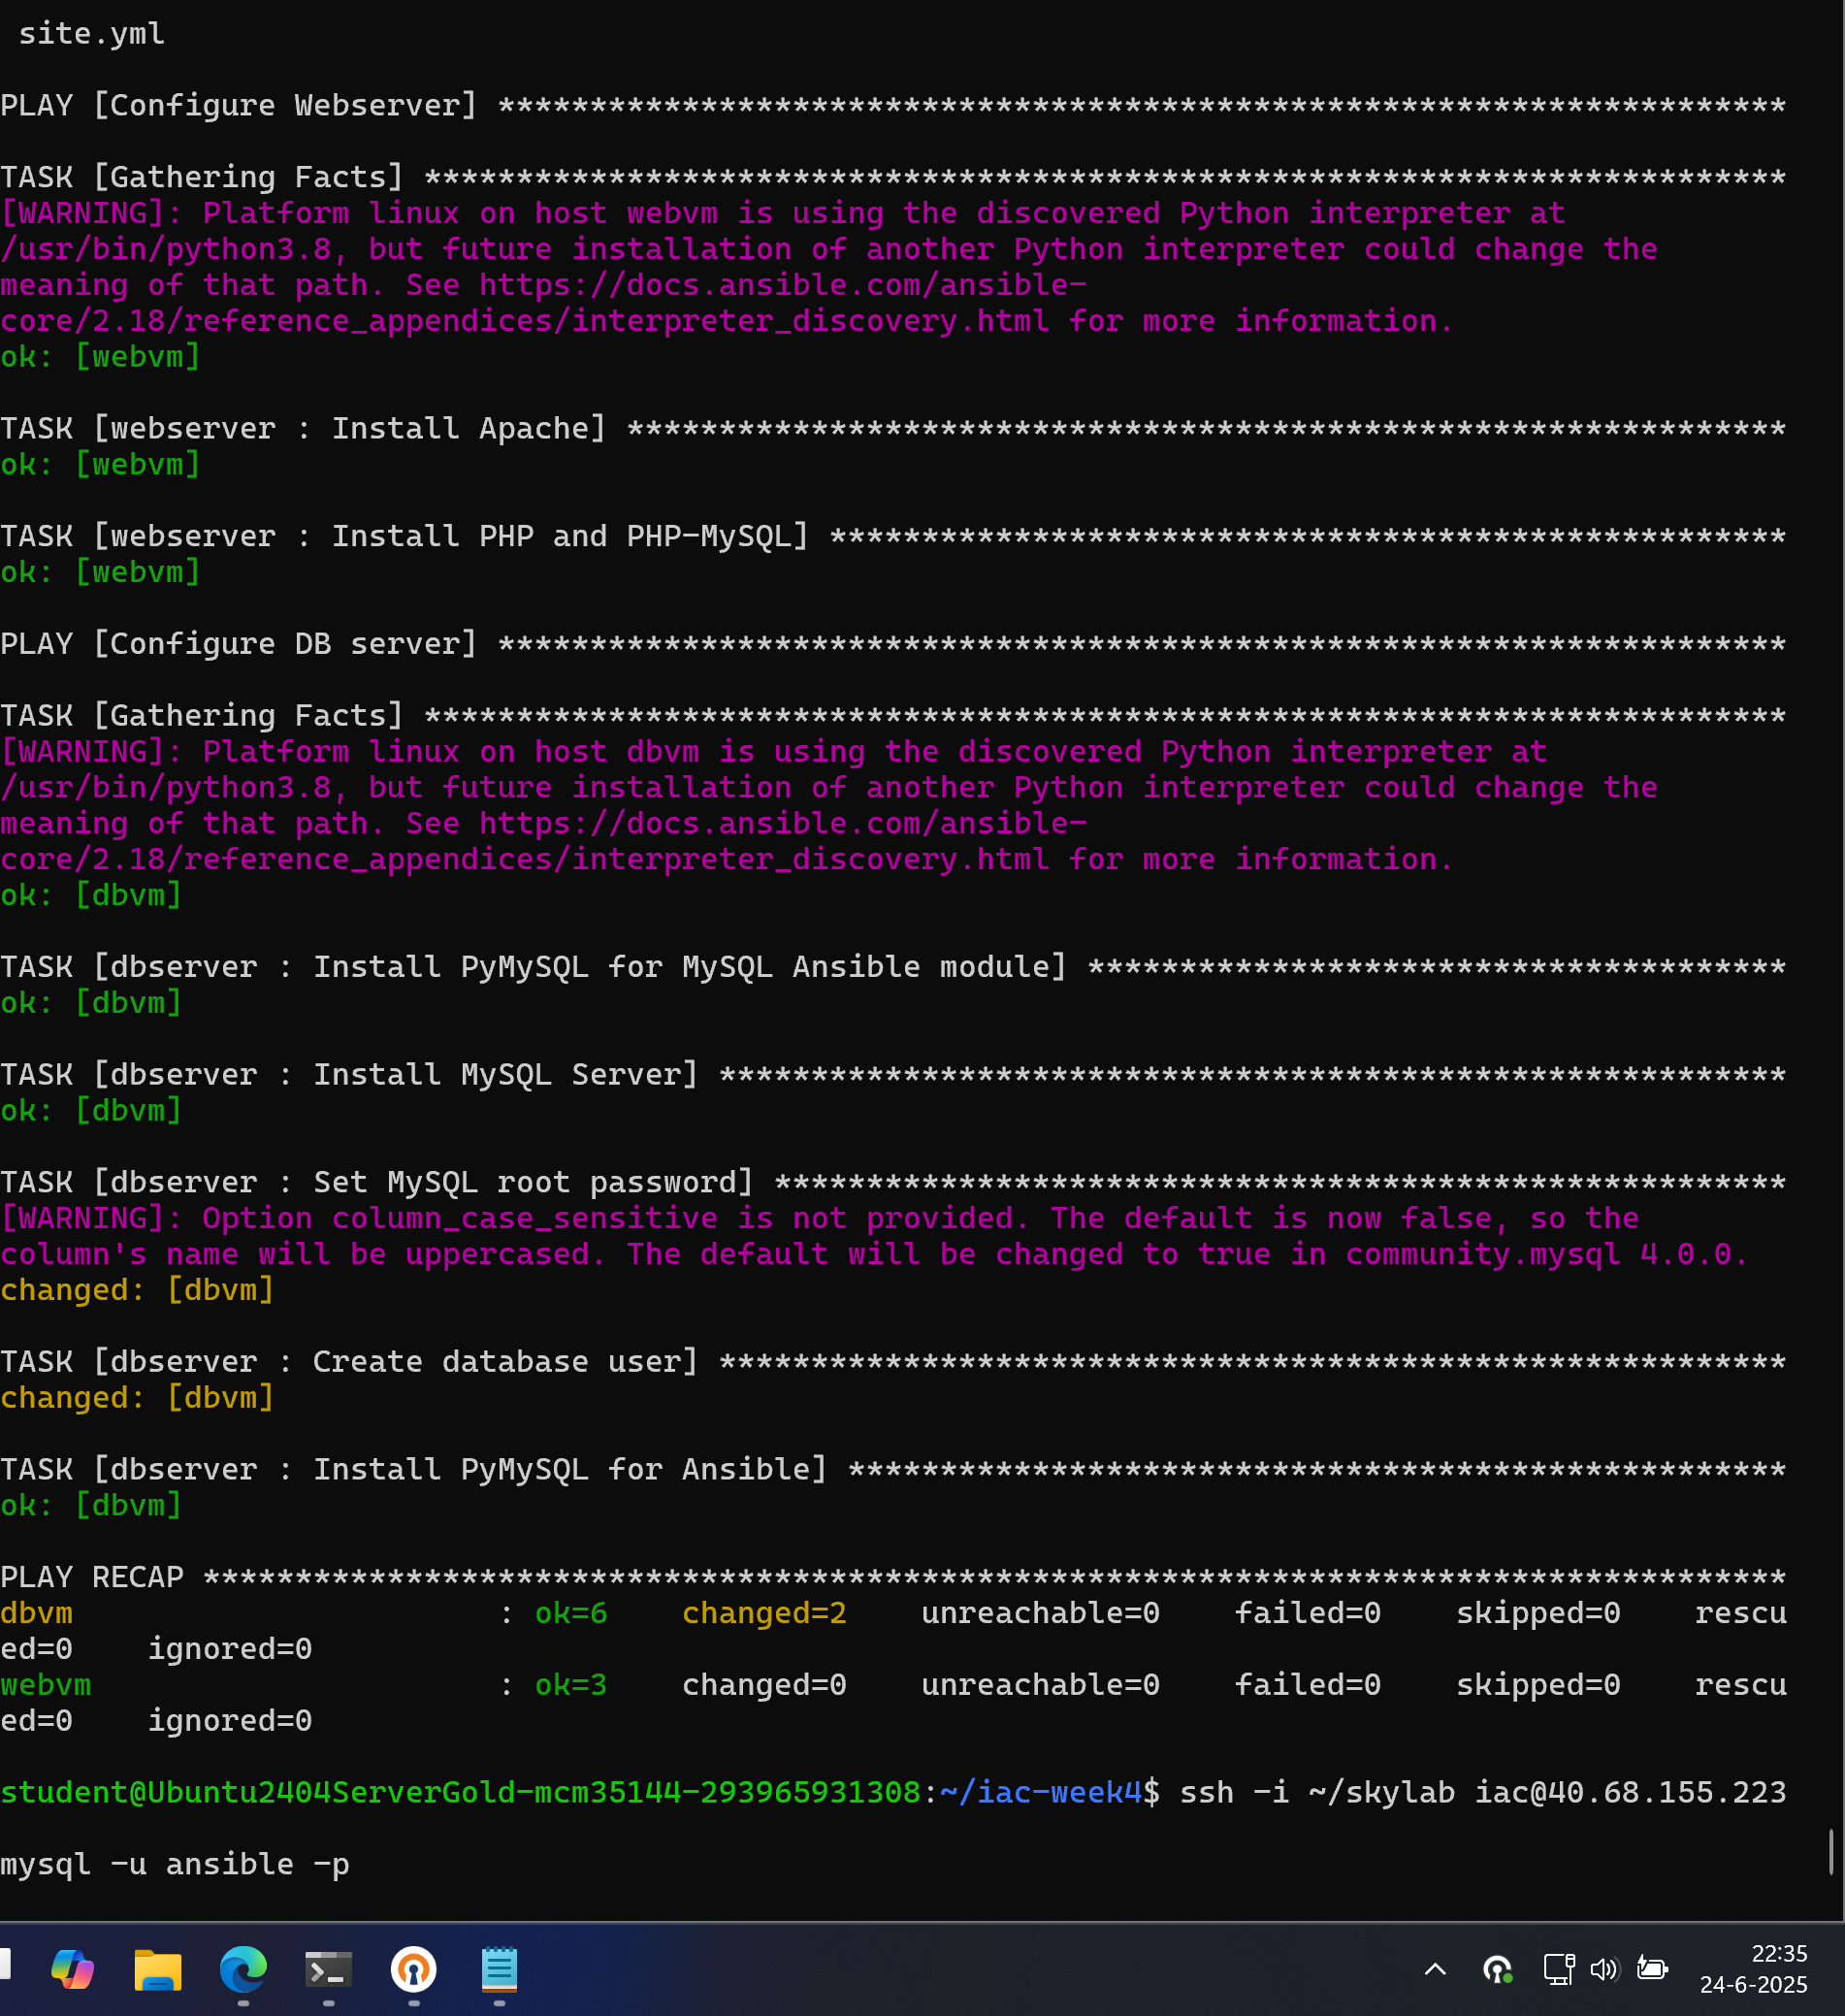 site.yml
PLAY [Configure Webserver] **********************************************************************
TASK [Gathering Facts] **************************************************************************
[WARNING]: Platform linux on host webvm is using the discovered Python interpreter at
/usr/bin/python3.8, but future installation of another Python interpreter could change the
meaning of that path. See https://docs.ansible.com/ansible-
core/2.18/reference_appendices/interpreter_discovery.html for more information.
ok: [webvm]
TASK [webserver : Install Apache] ***************************************************************
ok: [webvm]
TASK [webserver : Install PHP and PHP-MySQL] ****************************************************
ok: [webvm]
PLAY [Configure DB server] **********************************************************************
TASK [Gathering Facts] **************************************************************************
[WARNING]: Platform linux on host dbvm is using the discovered Python interpreter at
/usr/bin/python3.8, but future installation of another Python interpreter could change the
meaning of that path. See https://docs.ansible.com/ansible-
core/2.18/reference_appendices/interpreter_discovery.html for more information.
ok: [dbvm]
TASK [dbserver : Install PyMySQL for MySQL Ansible module] **************************************
ok: [dbvm]
TASK [dbserver : Install MySQL Server] **********************************************************
ok: [dbvm]
TASK [dbserver : Set MySQL root password] *******************************************************
[WARNING]: Option column_case_sensitive is not provided. The default is now false, so the
column's name will be uppercased. The default will be changed to true in community.mysql 4.0.0.
changed: [dbvm]
TASK [dbserver : Create database user] **********************************************************
changed: [dbvm]
TASK [dbserver : Install PyMySQL for Ansible] ***************************************************
ok: [dbvm]
PLAY RECAP **************************************************************************************
dbvm                       : ok=6    changed=2    unreachable=0    failed=0    skipped=0    rescu
ed=0    ignored=0
webvm                      : ok=3    changed=0    unreachable=0    failed=0    skipped=0    rescu
ed=0    ignored=0
student@Ubuntu2404ServerGold-mcm35144-293965931308:~/iac-week4$ ssh -i ~/skylab iac@40.68.155.223
mysql -u ansible -p
22:35
24-6-2025